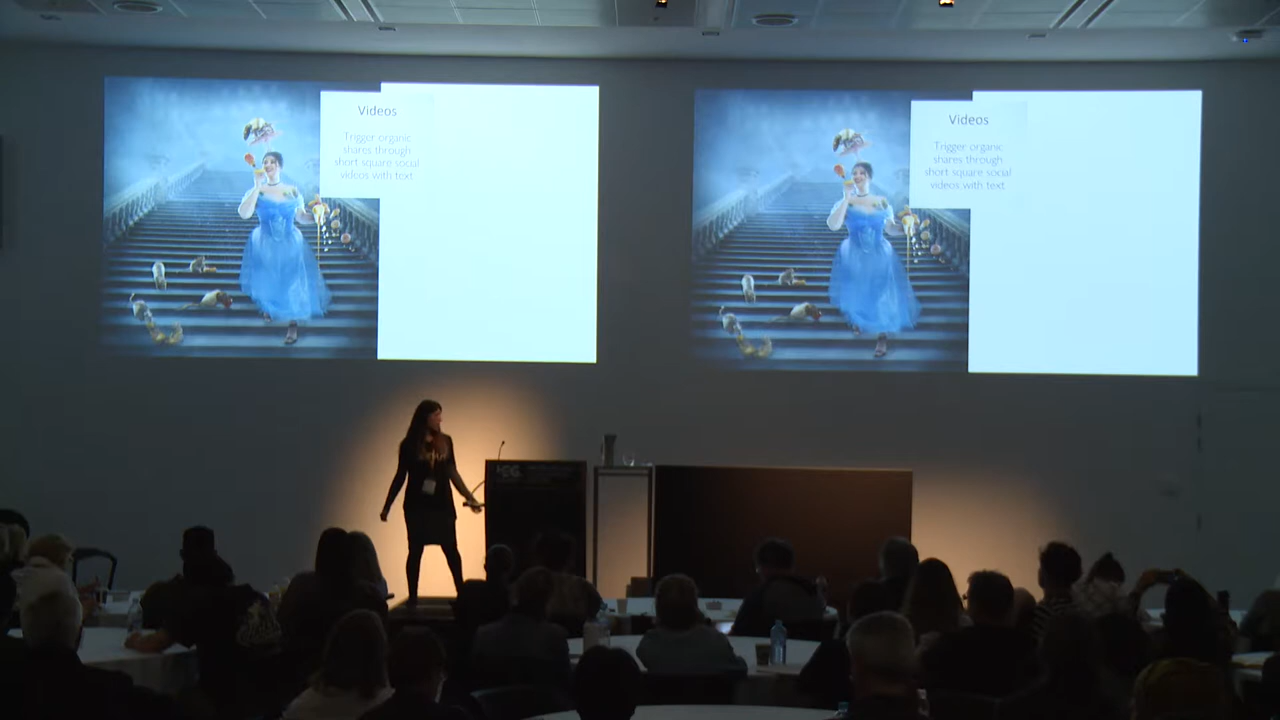 Videos
Trigger organic
shares through
short square social
videos with text
Videos
Trigger organic
shares through
short square social
videos with text